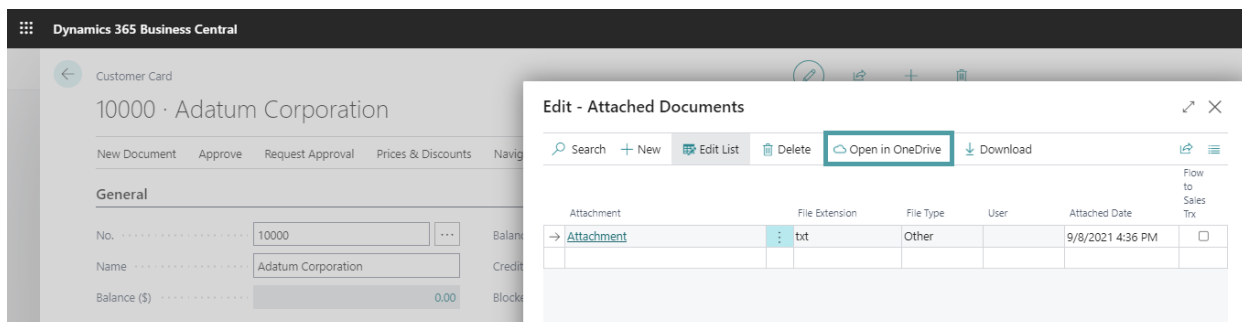 Dynamics 365 Business Central
Customer Card
10000 · Adatum Corporation
New Document Approve Request Approval Prices & Discounts Navig
General
No. 10000
Name Adatum Corporation
Balance ($) 0.00
Balanc
Credit
Blocke
Edit - Attached Documents
Search + New Edit List Delete Open in OneDrive Download
Attachment File Extension File Type User Attached Date Flow to Sales Trx
→ Attachment txt Other 9/8/2021 4:36 PM